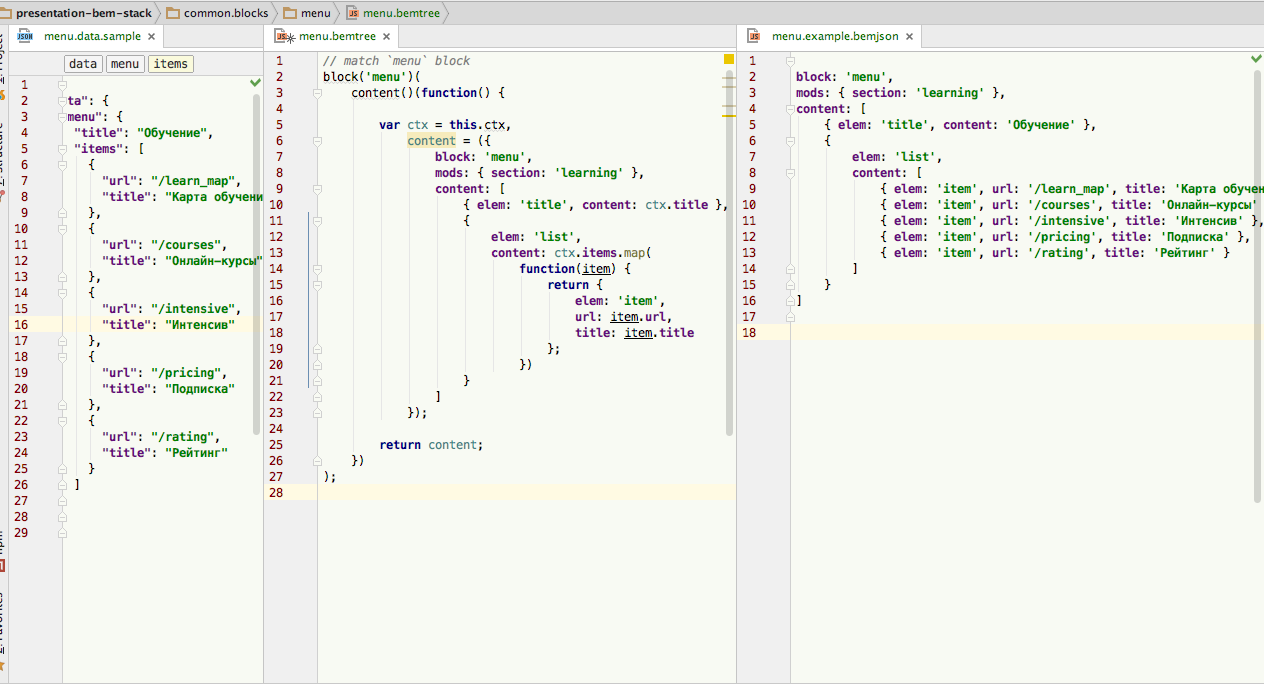 presentation-bem-stack common.blocks menu menu.bemtree
menu.data.sample
data menu items
1
2 ta": {
3 menu": {
4 "title": "Обучение",
5 "items": [
6 {
7 "url": "/learn_map",
8 "title": "Карта обучени
9 },
10 {
11 "url": "/courses",
12 "title": "Онлайн-курсы"
13 },
14 {
15 "url": "/intensive",
16 "title": "Интенсив"
17 },
18 {
19 "url": "/pricing",
20 "title": "Подписка"
21 },
22 {
23 "url": "/rating",
24 "title": "Рейтинг"
25 }
26 ]
27
28
29
menu.bemtree
1 // match `menu` block
2 block('menu')(
3 content()(function() {
4
5 var ctx = this.ctx,
6 content = ({
7 block: 'menu',
8 mods: { section: 'learning' },
9 content: [
10 { elem: 'title', content: ctx.title },
11 {
12 elem: 'list',
13 content: ctx.items.map(
14 function(item) {
15 return {
16 elem: 'item',
17 url: item.url,
18 title: item.title
19 };
20 })
21 }
22 ]
23 });
24
25 return content;
26 })
27 );
28
menu.example.bemjson
1
2 block: 'menu',
3 mods: { section: 'learning' },
4 content: [
5 { elem: 'title', content: 'Обучение' },
6 {
7 elem: 'list',
8 content: [
9 { elem: 'item', url: '/learn_map', title: 'Карта обучен
10 { elem: 'item', url: '/courses', title: 'Онлайн-курсы'
11 { elem: 'item', url: '/intensive', title: 'Интенсив' },
12 { elem: 'item', url: '/pricing', title: 'Подписка' },
13 { elem: 'item', url: '/rating', title: 'Рейтинг' }
14 ]
15 }
16 ]
17
18